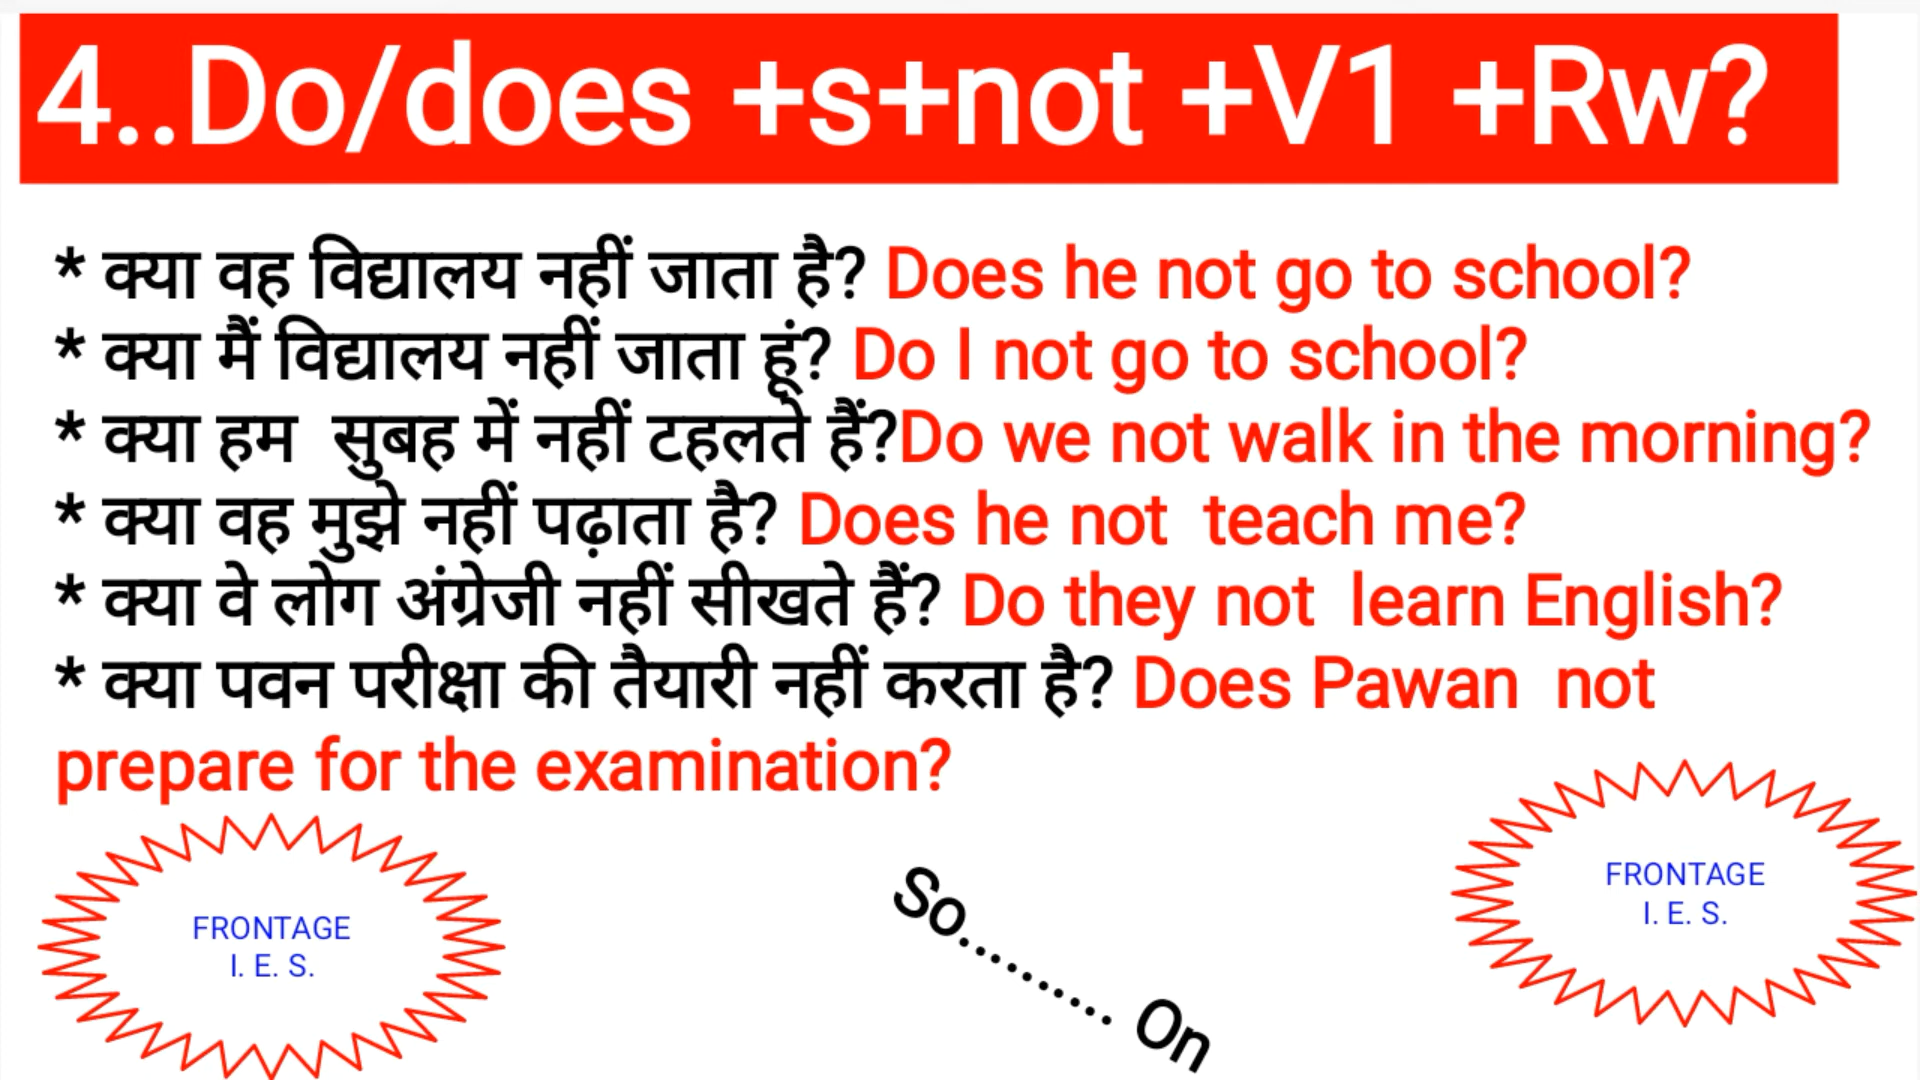 4..Do/does +s+not +V1 +Rw?
* क्या वह विद्यालय नहीं जाता है? Does he not go to school?
* क्या मैं विद्यालय नहीं जाता हूं? Do I not go to school?
* क्या हम सुबह में नहीं टहलते हैं?Do we not walk in the morning?
* क्या वह मुझे नहीं पढ़ाता है? Does he not teach me?
* क्या वे लोग अंग्रेजी नहीं सीखते हैं? Do they not learn English?
* क्या पवन परीक्षा की तैयारी नहीं करता है? Does Pawan not
prepare for the examination?
FRONTAGE
I. E. S.
So.......... On
FRONTAGE
I. E. S.